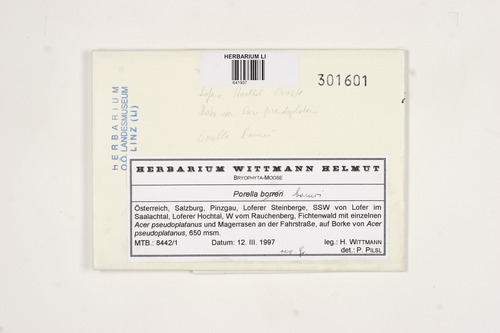 HERBARIUM LI
641937
301601
HERBARIUM
O.Ö. LANDESMUSEUM
LINZ (LI)
HERBARIUM WITTMANN HELMUT
BRYOPHYTA-MOOSE
Porella borreri
Österreich, Salzburg, Pinzgau, Loferer Steinberge, SSW von Lofer im
Saalachtal, Loferer Hochtal, W vom Rauchenberg, Fichtenwald mit einzelnen
Acer pseudoplatanus und Magerrasen an der Fahrstraße, auf Borke von Acer
pseudoplatanus, 650 msm.
MTB.: 8442/1 Datum: 12. III. 1997 leg.: H. WITTMANN
det.: P. PILSL